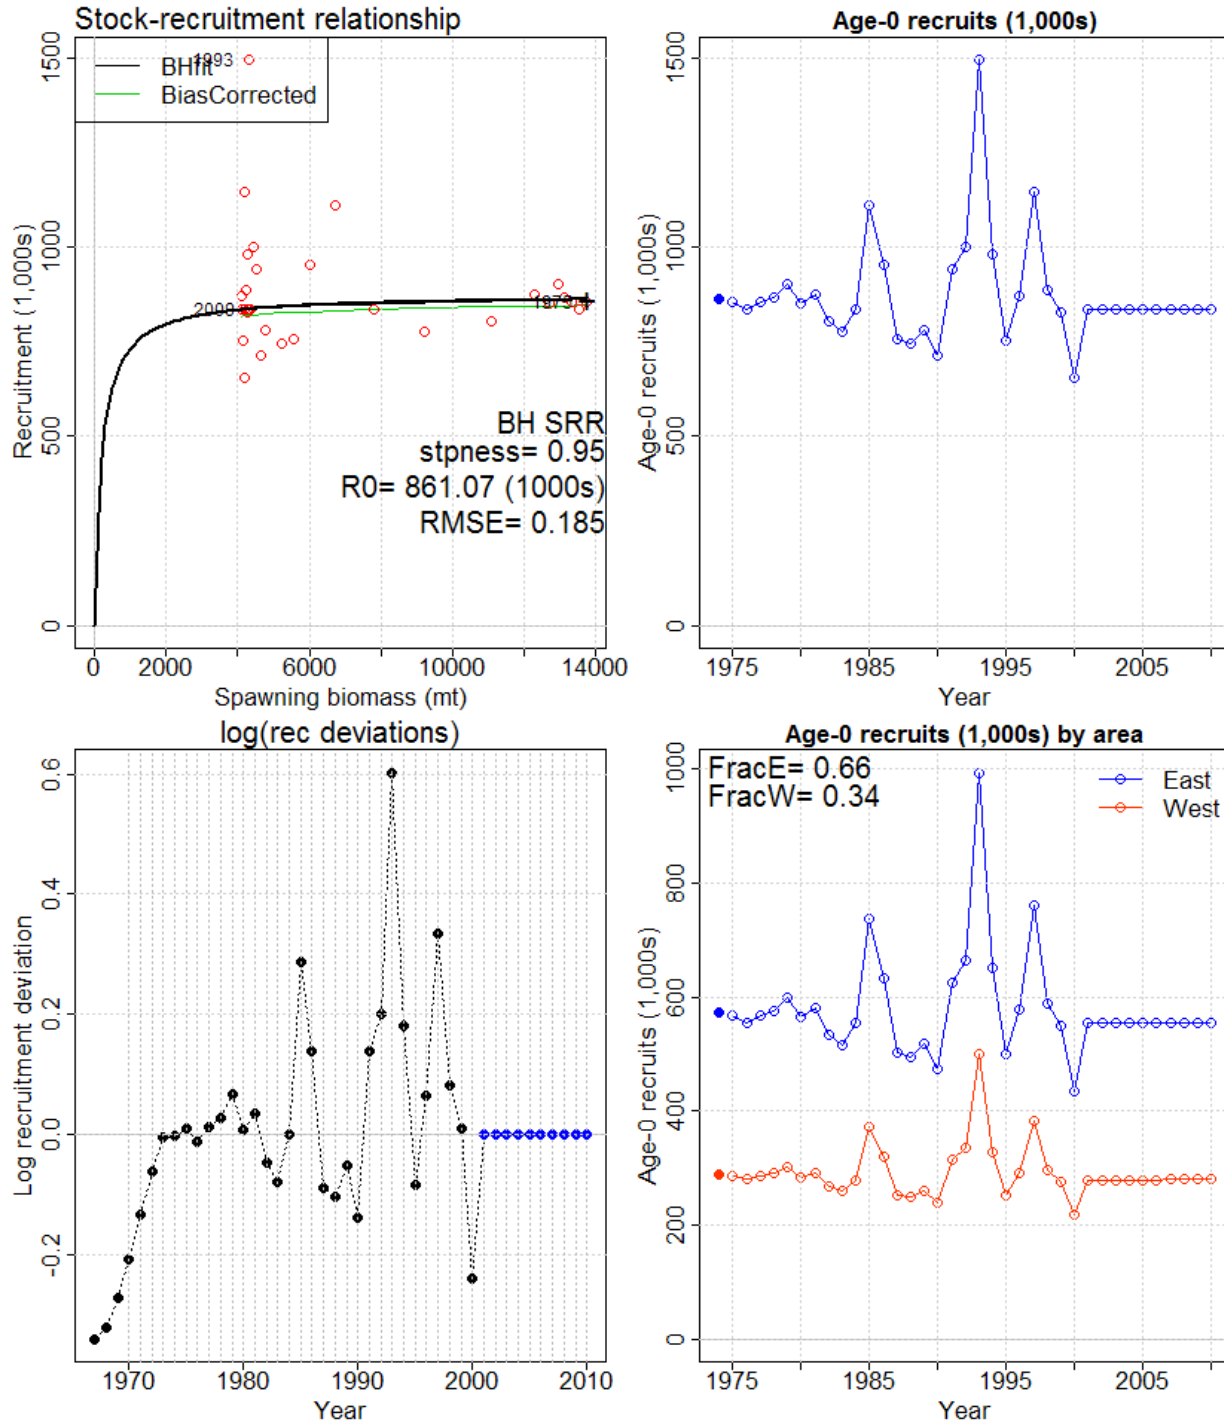 Stock-recruitment relationship
1993
BHfit
BiasCorrected
1500
1000
500
0
Recruitment (1,000s)
2009
BH SRR
stpness= 0.95
R0= 861.07 (1000s)
RMSE= 0.185
0 2000 6000 10000 14000
Spawning biomass (mt)
Age-0 recruits (1,000s)
1500
1000
500
0
Age-0 recruits (1,000s)
1975 1985 1995 2005
Year
log(rec deviations)
0.6
0.4
0.2
0.0
-0.2
Log recruitment deviation
1970 1980 1990 2000 2010
Year
Age-0 recruits (1,000s) by area
FracE= 0.66
FracW= 0.34
East
West
1000
800
600
400
200
0
Age-0 recruits (1,000s)
1975 1985 1995 2005
Year